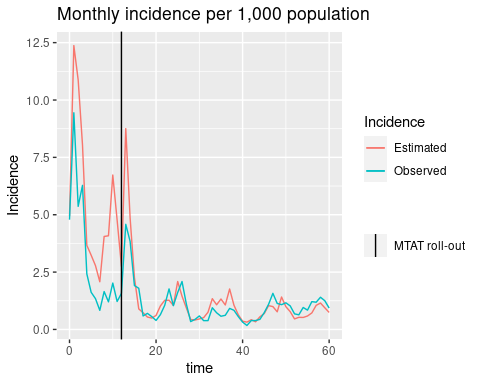 Monthly incidence per 1,000 population
12.5
10.0
7.5
5.0
2.5
0.0
Incidence
0 20 40 60
time
Incidence
Estimated
Observed
MTAT roll-out